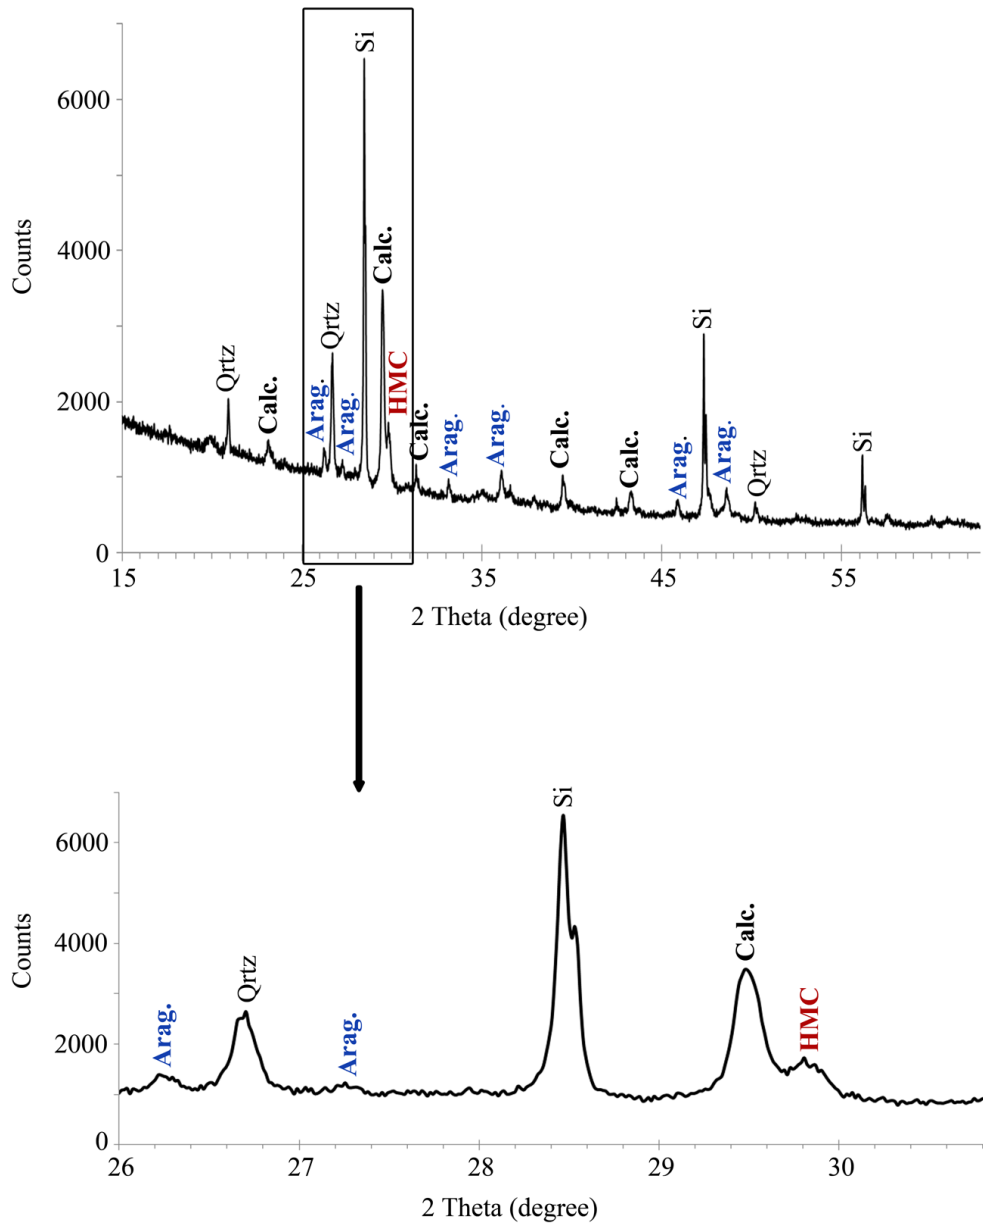 Si
6000
Calc.
4000
Counts
Qrtz
HMC
Si
Qrtz
Arag.
Calc.
Arag.
2000
Calc.
Arag.
Arag.
Calc.
Calc.
Arag.
Arag.
Qrtz
Si
0
15
25
35
45
55
2 Theta (degree)
Si
6000
Calc.
4000
Counts
Qrtz
HMC
Arag.
Arag.
2000
0
26
27
28
29
30
2 Theta (degree)